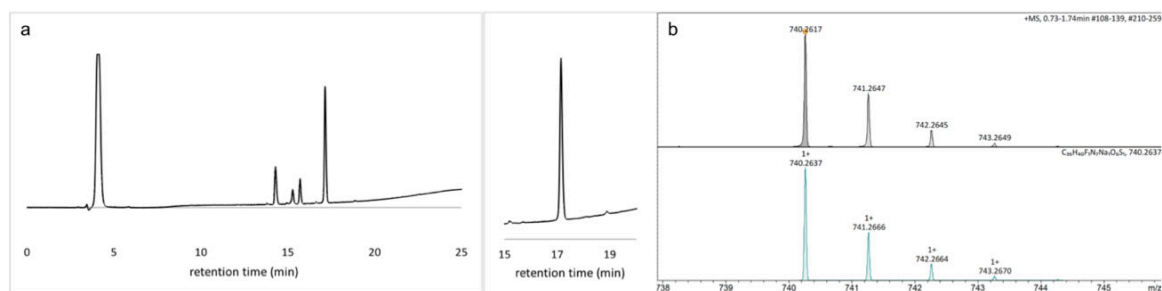 a
0 5 10 15 20 25
retention time (min)
15 17 19
retention time (min)
b
+MS, 0.73-1.74min #108-139, #210-259
740.2617
741.2647
742.2645
743.2649
C₃₆H₄₀F₁N₇Na₁O₆S₁, 740.2637
1+
740.2637
1+
741.2666
1+
742.2664
1+
743.2670
738 739 740 741 742 743 744 745 m/z